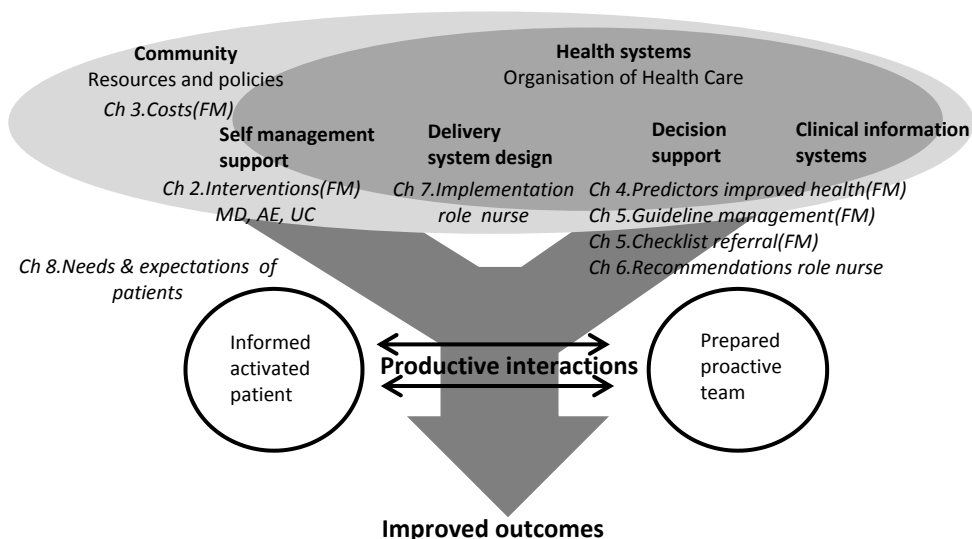 Community
Resources and policies
Ch 3.Costs(FM)
Health systems
Organisation of Health Care
Self management
support
Ch 2.Interventions(FM)
MD, AE, UC
Delivery
system design
Ch 7.Implementation
role nurse
Decision
support
Clinical information
systems
Ch 4.Predictors improved health(FM)
Ch 5.Guideline management(FM)
Ch 5.Checklist referral(FM)
Ch 6.Recommendations role nurse
Ch 8.Needs & expectations of
patients
Informed
activated
patient
Productive interactions
Prepared
proactive
team
Improved outcomes